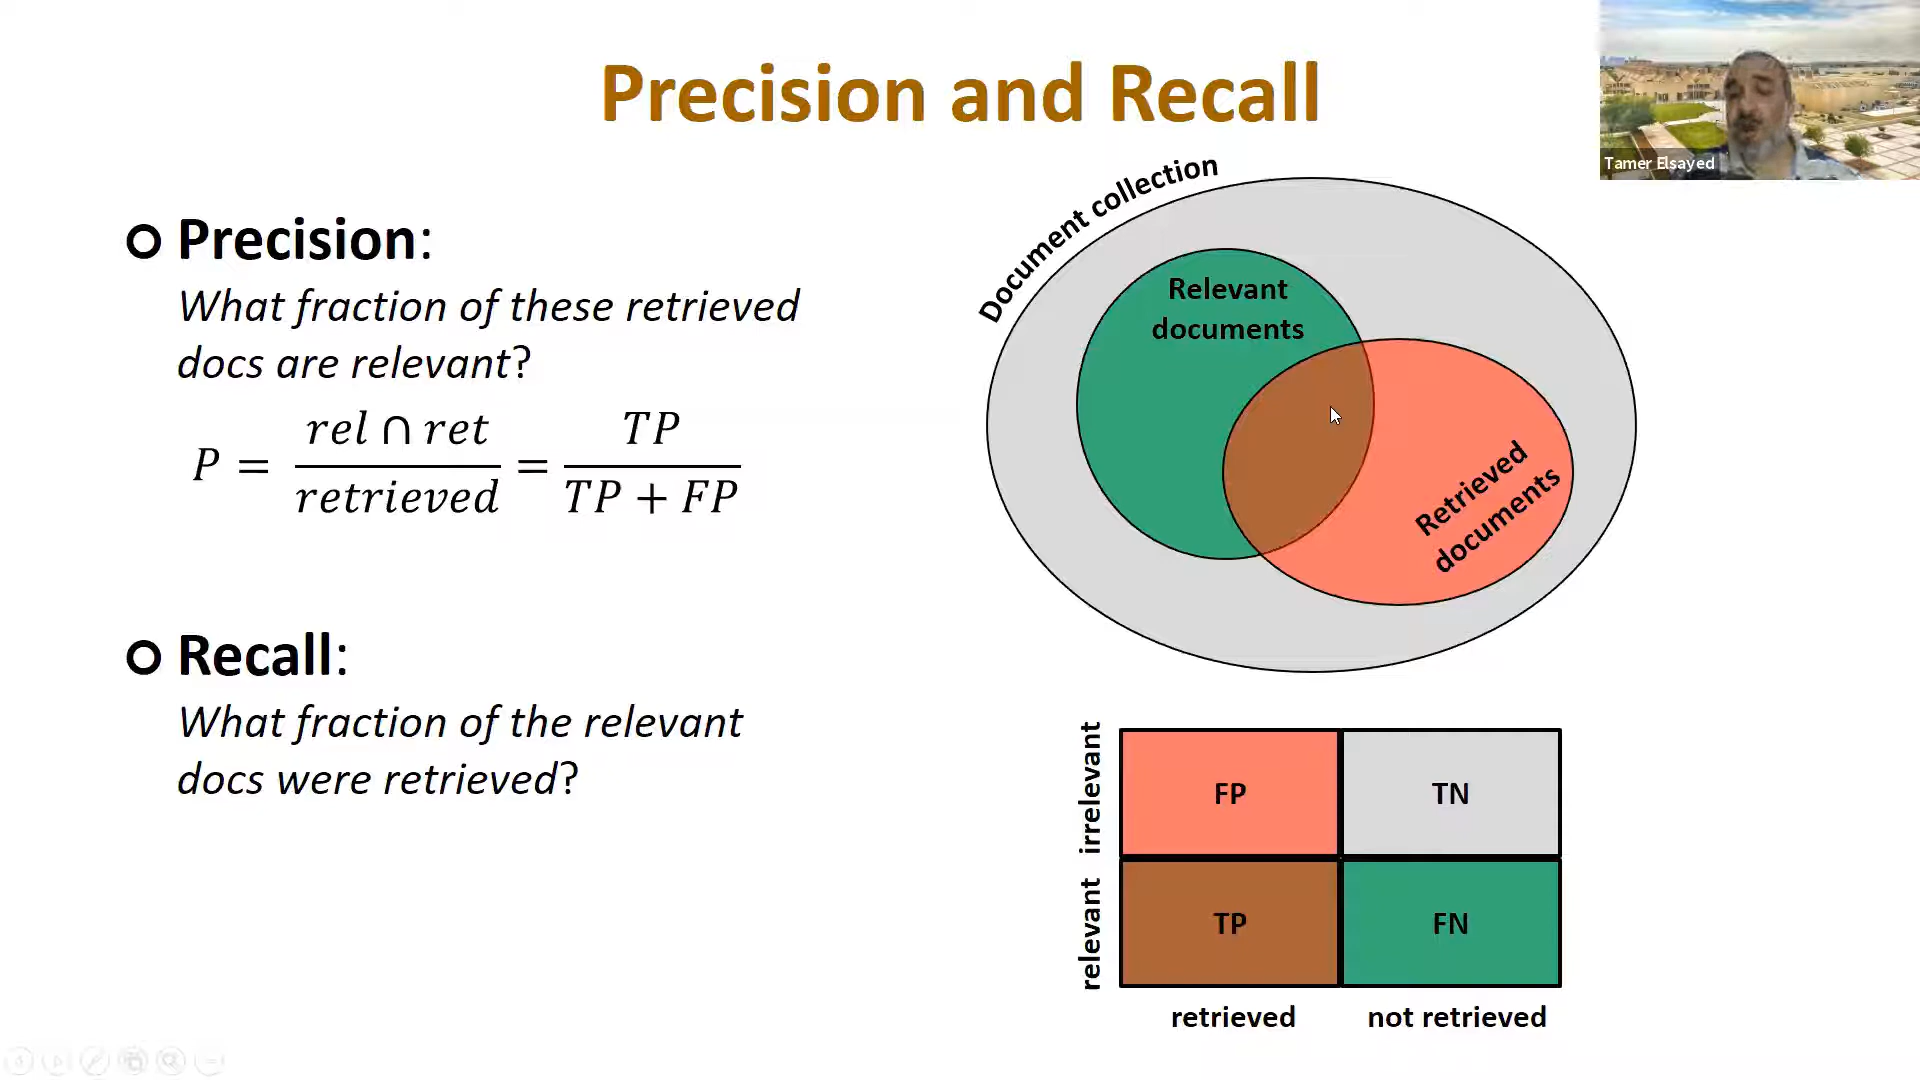 Precision and Recall
Tamer Elsayed
Precision:
What fraction of these retrieved
docs are relevant?
P = rel ∩ ret / retrieved = TP / TP + FP
Recall:
What fraction of the relevant
docs were retrieved?
Document collection
Relevant
documents
Retrieved
documents
irrelevant
FP
TN
relevant
TP
FN
retrieved
not retrieved